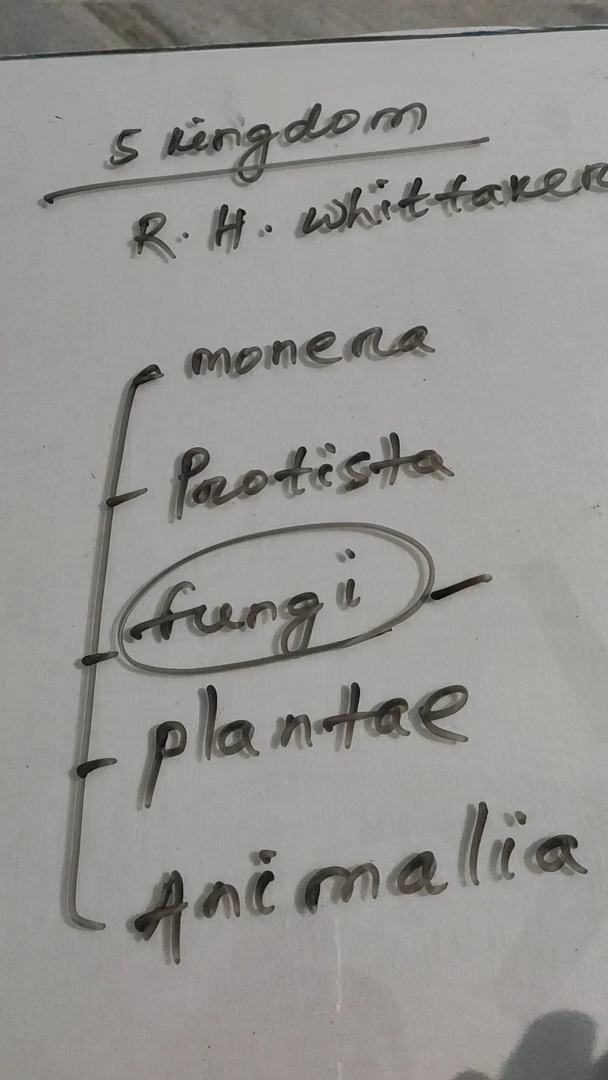 5 kingdom
R. H. Whittaker
monera
Protista
fungi
plantae
Animalia